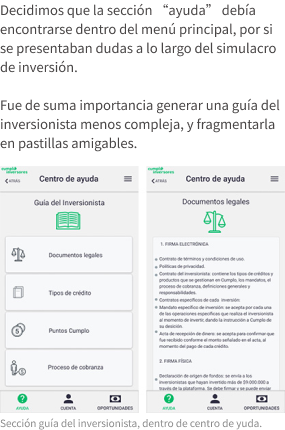 Decidimos que la sección “ayuda” debía
encontrarse dentro del menú principal, por si
se presentaban dudas a lo largo del simulacro
de inversión.
Fue de suma importancia generar una guía del
inversionista menos compleja, y fragmentarla
en pastillas amigables.
cumplo
inversiones
ATRÁS
Centro de ayuda
Guía del Inversionista
Documentos legales
Tipos de crédito
Puntos Cumplo
Proceso de cobranza
AYUDA
CUENTA
OPORTUNIDADES
cumplo
inversiones
ATRÁS
Centro de ayuda
Documentos legales
1. FIRMA ELECTRÓNICA
Contrato de términos y condiciones de uso.
Políticas de privacidad.
Contrato del inversionista: contiene los tipos de créditos y
productos que se gestionan en Cumplo, los mandatos, el
proceso de cobranza, definiciones generales y
responsabilidades.
Contratos específicos de cada inversión:
Mandato específico de inversión: se acepta por cada una
de las operaciones específicas que realiza el inversionista
al momento de invertir, dando la instrucción a Cumplo de
su decisión.
Acta de recepción de dinero: se acepta para confirmar que
fue recibido conforme el monto señalado en el acta, al
momento del pago de cada crédito.
2. FIRMA FÍSICA
Declaración de origen de fondos: se envía a los
inversionistas que hayan invertido más de $9.000.000 a
través de la plataforma. Se debe firmar y se puede enviar
AYUDA
CUENTA
OPORTUNIDADES
Sección guía del inversionista, dentro de centro de yuda.